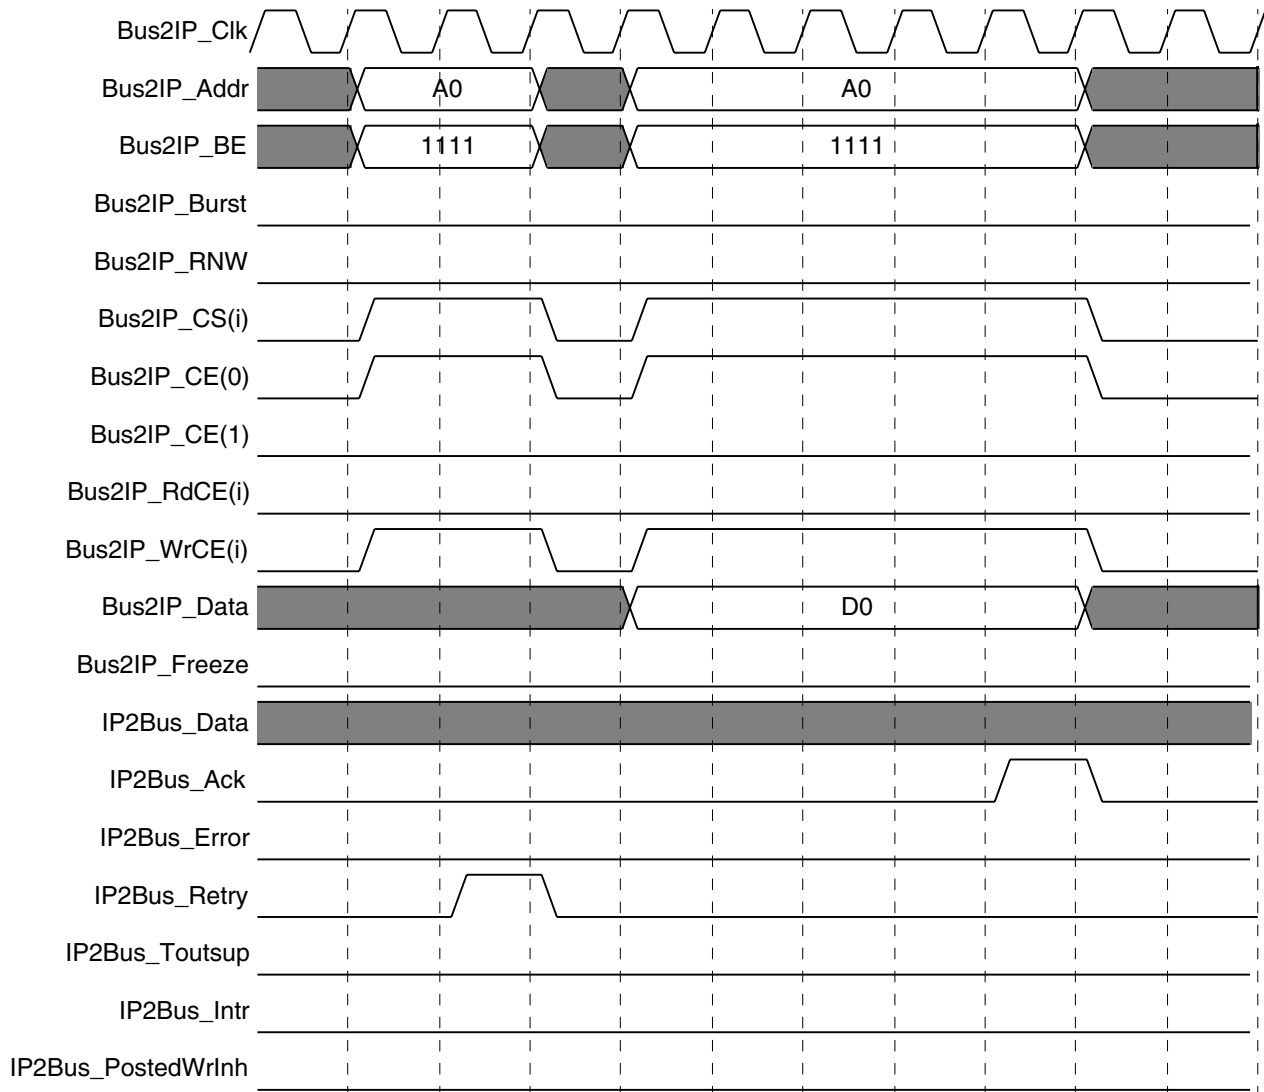 Bus2IP_Clk
Bus2IP_Addr A0 A0
Bus2IP_BE 1111 1111
Bus2IP_Burst
Bus2IP_RNW
Bus2IP_CS(i)
Bus2IP_CE(0)
Bus2IP_CE(1)
Bus2IP_RdCE(i)
Bus2IP_WrCE(i)
Bus2IP_Data D0
Bus2IP_Freeze
IP2Bus_Data
IP2Bus_Ack
IP2Bus_Error
IP2Bus_Retry
IP2Bus_Toutsup
IP2Bus_Intr
IP2Bus_PostedWrInh